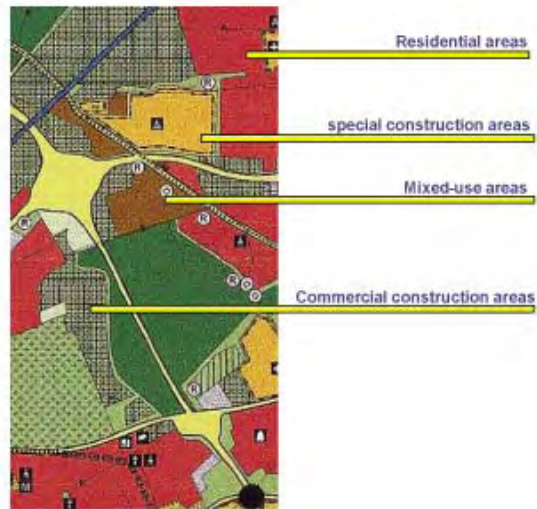 Residential areas
R
special construction areas
R
Mixed-use areas
O
R
R
R
O
O
Commercial construction areas
R
M